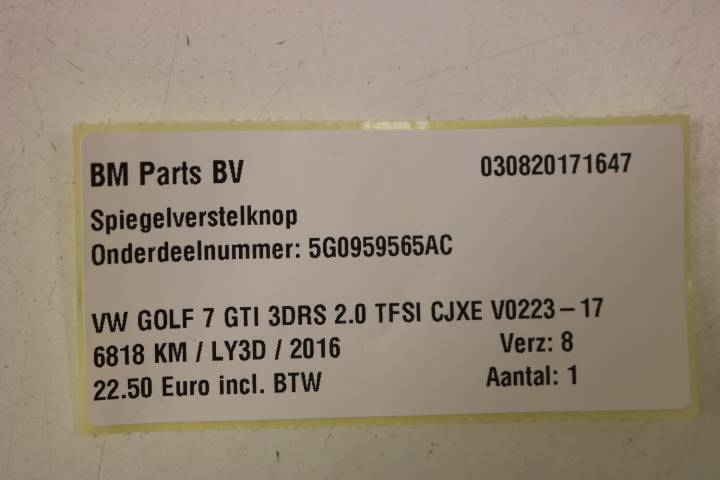 BM Parts BV 030820171647
Spiegelverstelknop
Onderdeelnummer: 5G0959565AC
VW GOLF 7 GTI 3DRS 2.0 TFSI CJXE V0223-17
6818 KM / LY3D / 2016 Verz: 8
22.50 Euro incl. BTW Aantal: 1